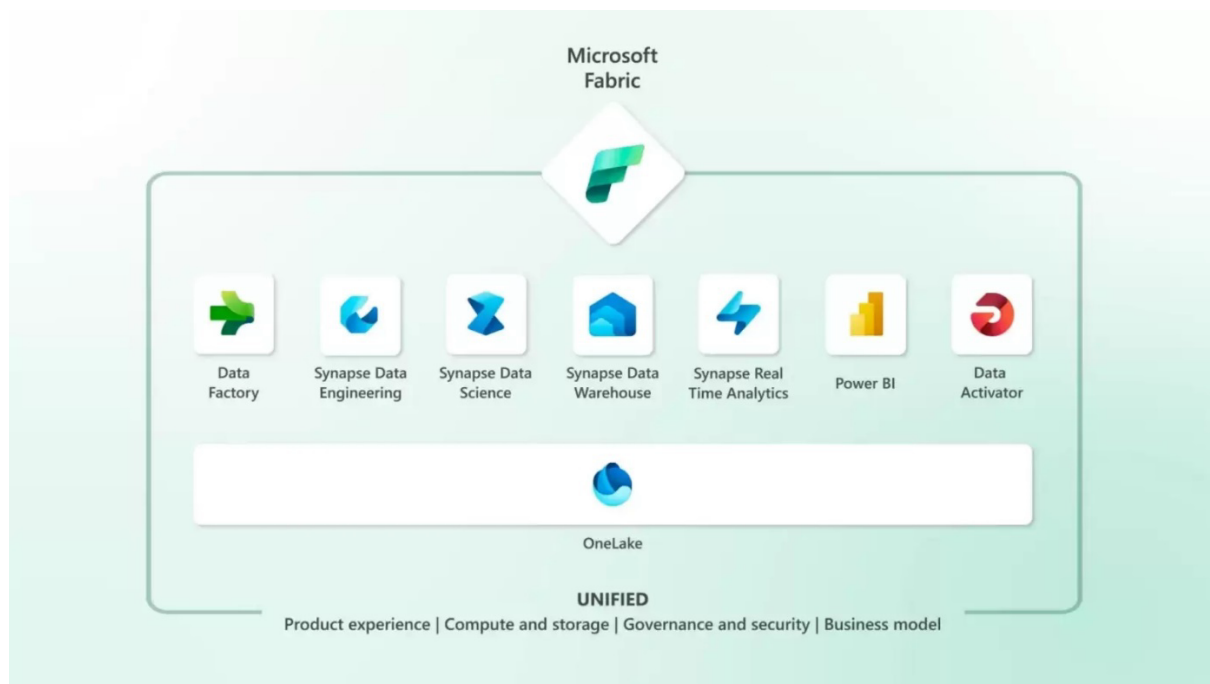 Microsoft
Fabric
Data
Factory
Synapse Data
Engineering
Synapse Data
Science
Synapse Data
Warehouse
Synapse Real
Time Analytics
Power BI
Data
Activator
OneLake
UNIFIED
Product experience | Compute and storage | Governance and security | Business model